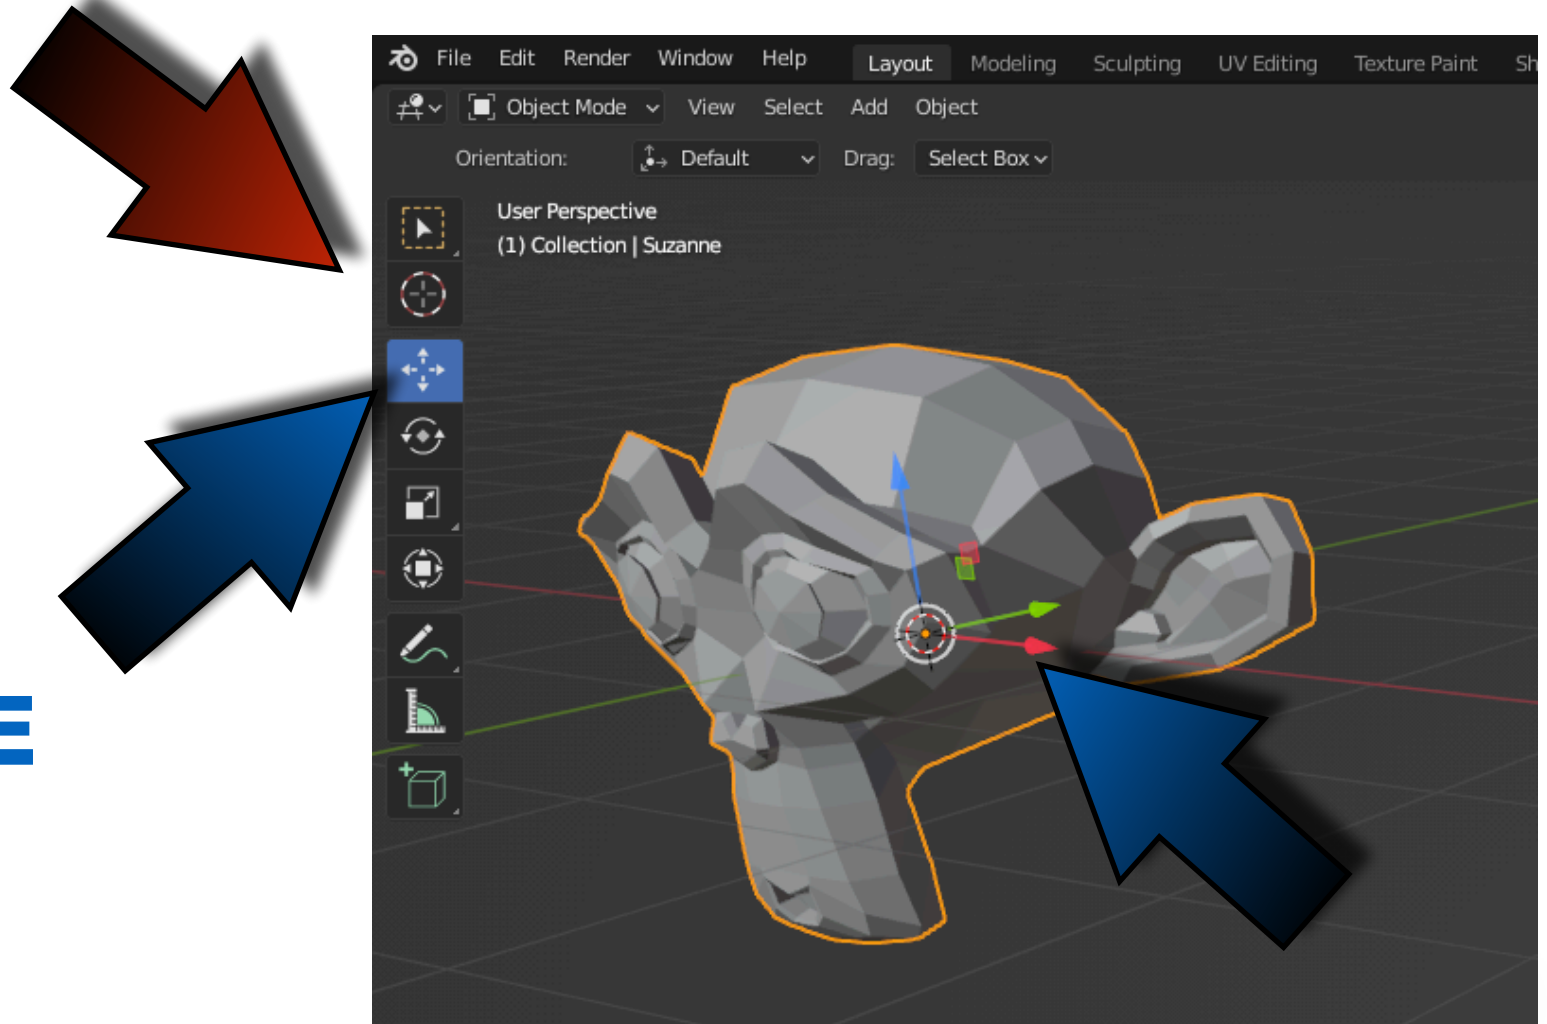 File Edit Render Window Help Layout Modeling Sculpting UV Editing Texture Paint Sh
Object Mode View Select Add Object
Orientation: Default Drag: Select Box
User Perspective
(1) Collection | Suzanne
E